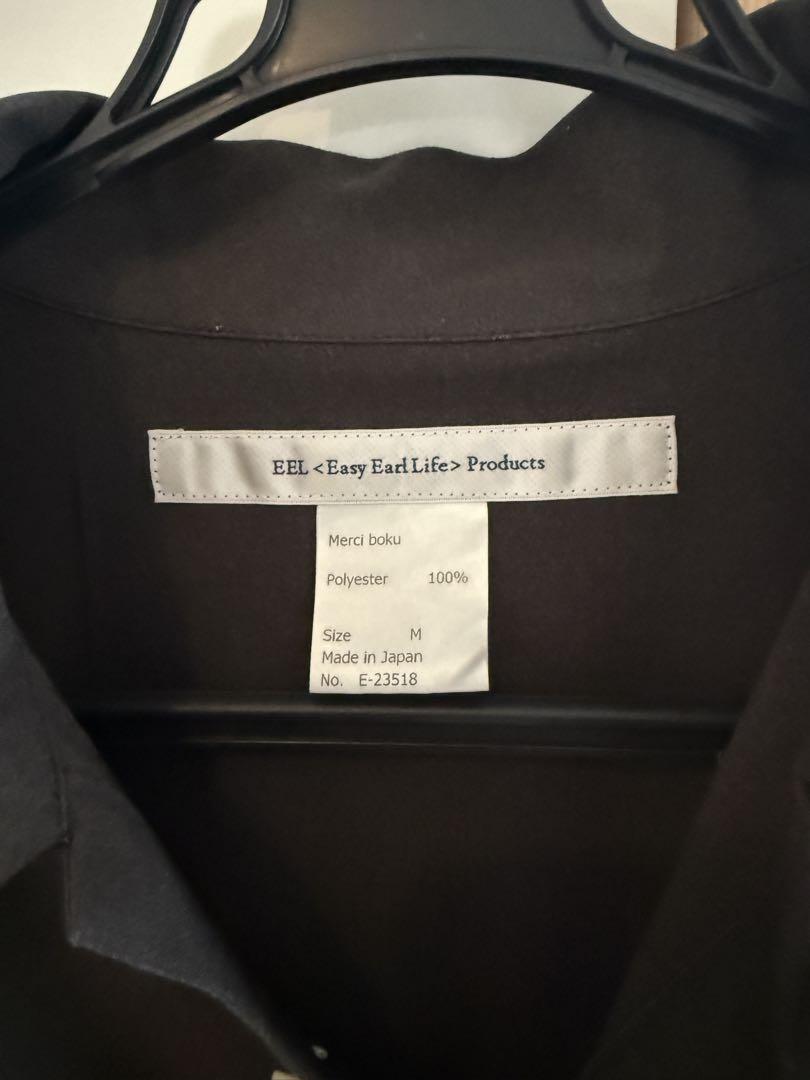 EEL <Easy Earl Life> Products
Merci boku
Polyester 100%
Size M
Made in Japan
No. E-23518